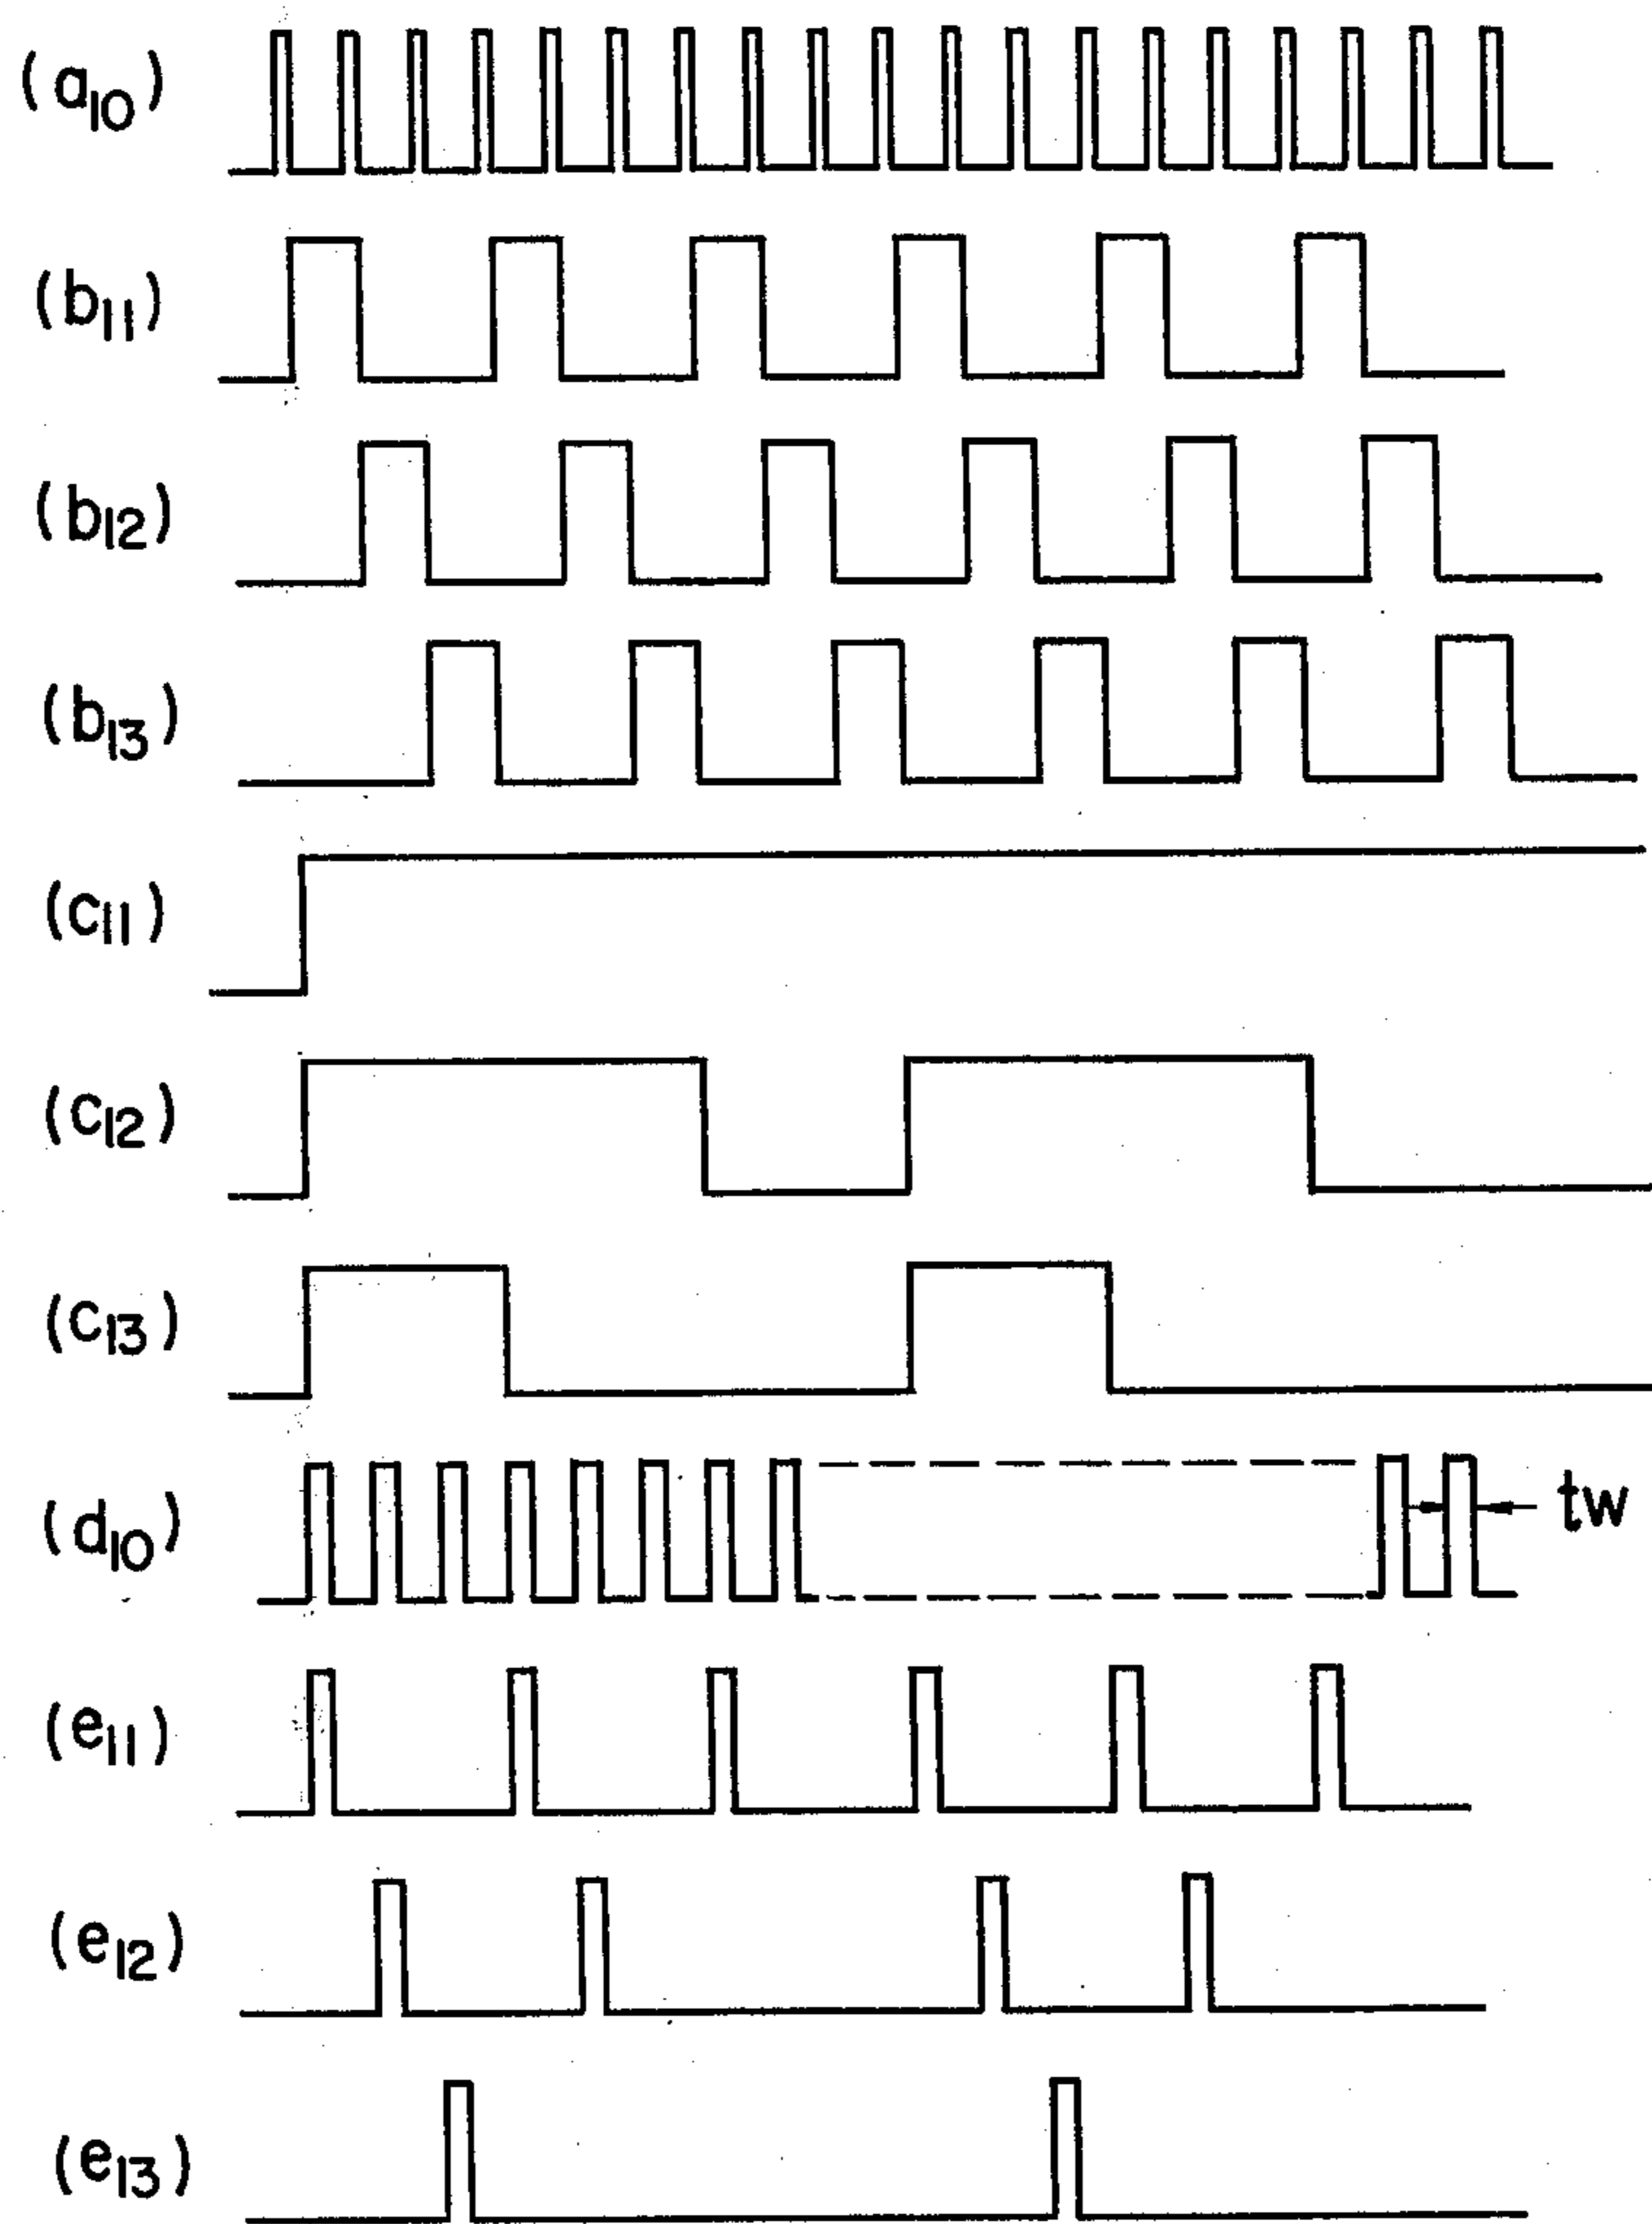 (a10)
(b11)
(b12)
(b13)
(c11)
(c12)
(c13)
(d10)
tw
(e11)
(e12)
(e13)